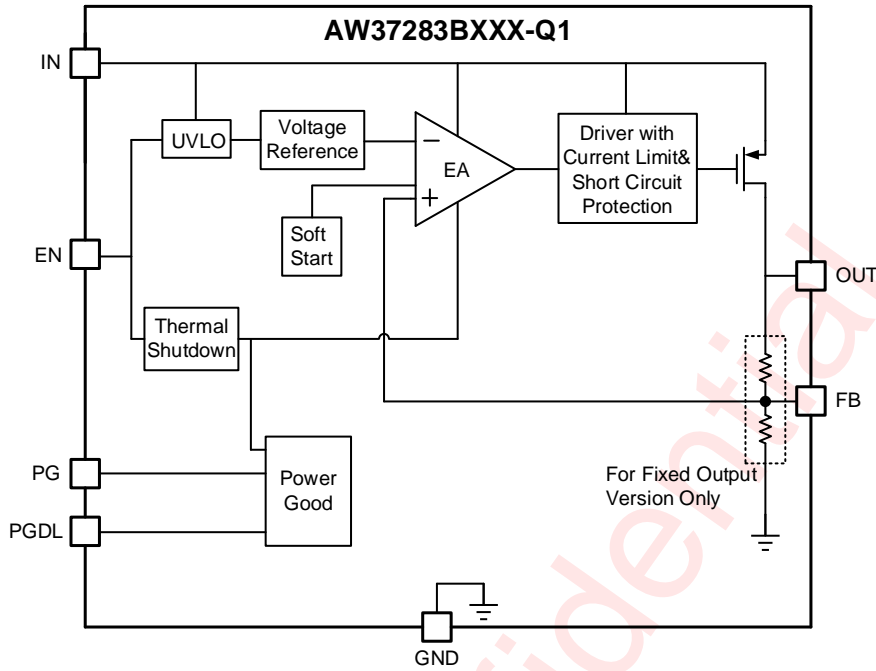 AW37283BXXX-Q1
IN
UVLO
Voltage
Reference
−
EA
+
Driver with
Current Limit&
Short Circuit
Protection
Soft
Start
EN
OUT
Thermal
Shutdown
FB
PG
PGDL
Power
Good
For Fixed Output
Version Only
GND
fidential